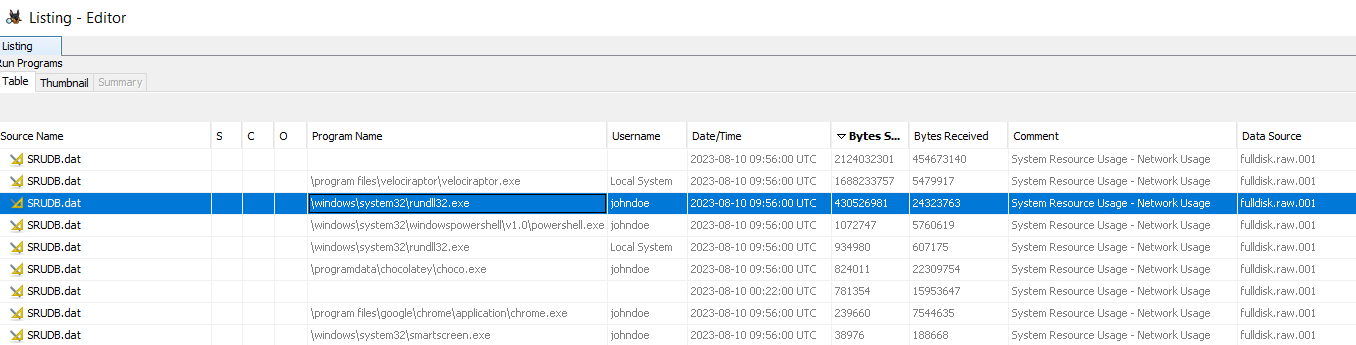 Listing - Editor
Listing
Run Programs
Table Thumbnail Summary
Source Name S C O Program Name Username Date/Time Bytes S... Bytes Received Comment Data Source
SRUDB.dat 2023-08-10 09:56:00 UTC 2124032301 454673140 System Resource Usage - Network Usage fulldisk.raw.001
SRUDB.dat \program files\velociraptor\velociraptor.exe Local System 2023-08-10 09:56:00 UTC 1688233757 5479917 System Resource Usage - Network Usage fulldisk.raw.001
SRUDB.dat \windows\system32\rundll32.exe johndoe 2023-08-10 09:56:00 UTC 430526981 24323763 System Resource Usage - Network Usage fulldisk.raw.001
SRUDB.dat \windows\system32\windowspowershell\v1.0\powershell.exe johndoe 2023-08-10 09:56:00 UTC 1072747 5760619 System Resource Usage - Network Usage fulldisk.raw.001
SRUDB.dat \windows\system32\rundll32.exe Local System 2023-08-10 09:56:00 UTC 934980 607175 System Resource Usage - Network Usage fulldisk.raw.001
SRUDB.dat \programdata\chocolatey\choco.exe johndoe 2023-08-10 09:56:00 UTC 824011 22309754 System Resource Usage - Network Usage fulldisk.raw.001
SRUDB.dat 2023-08-10 00:22:00 UTC 781354 15953647 System Resource Usage - Network Usage fulldisk.raw.001
SRUDB.dat \program files\google\chrome\application\chrome.exe johndoe 2023-08-10 09:56:00 UTC 239660 7544635 System Resource Usage - Network Usage fulldisk.raw.001
SRUDB.dat \windows\system32\smartscreen.exe johndoe 2023-08-10 09:56:00 UTC 38976 188668 System Resource Usage - Network Usage fulldisk.raw.001